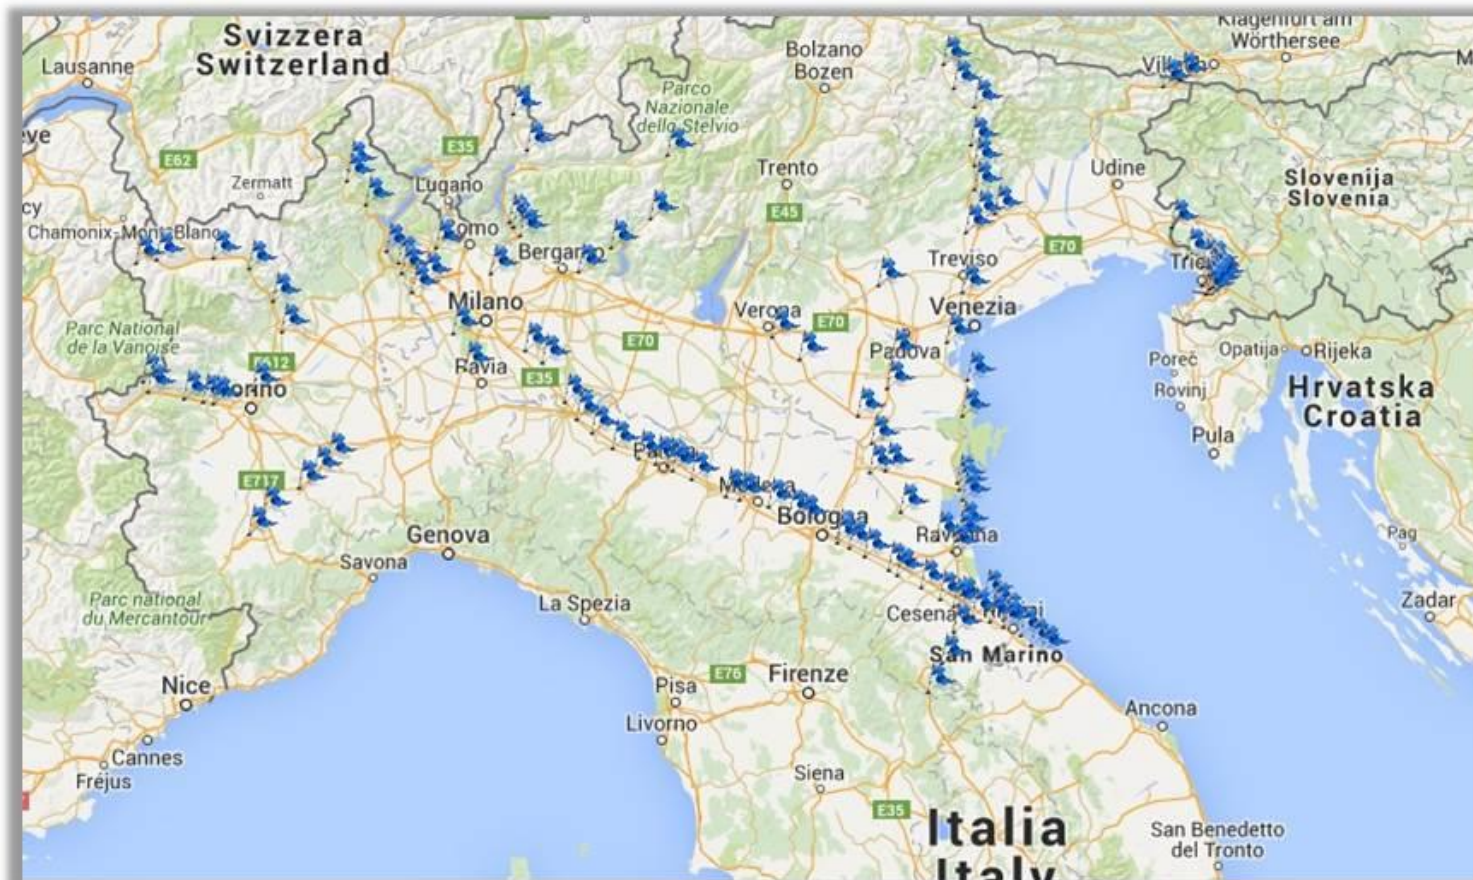 Svizzera
Switzerland
Lausanne
Bolzano
Bozen
Klagenfurt am
Wörthersee
Parco
Nazionale
dello Stelvio
E35
E62
Zermatt
Lugano
Trento
Udine
Slovenija
Slovenia
E45
Chamonix-Mont-Blanc
Bergamo
E70
Treviso
Milano
Verona
E70
Venezia
Parc National
de la Vanoise
E70
Padova
Poreč
Opatija
Rijeka
Pavia
E35
Rovinj
Hrvatska
Croatia
Pula
E717
Modena
Bologna
Genova
Ravenna
Pag
Savona
La Spezia
Parc national
du Mercantour
Cesena
Zadar
San Marino
Nice
E76
Firenze
Pisa
Livorno
Ancona
Cannes
Fréjus
Siena
E35
Italia
Italy
San Benedetto
del Tronto